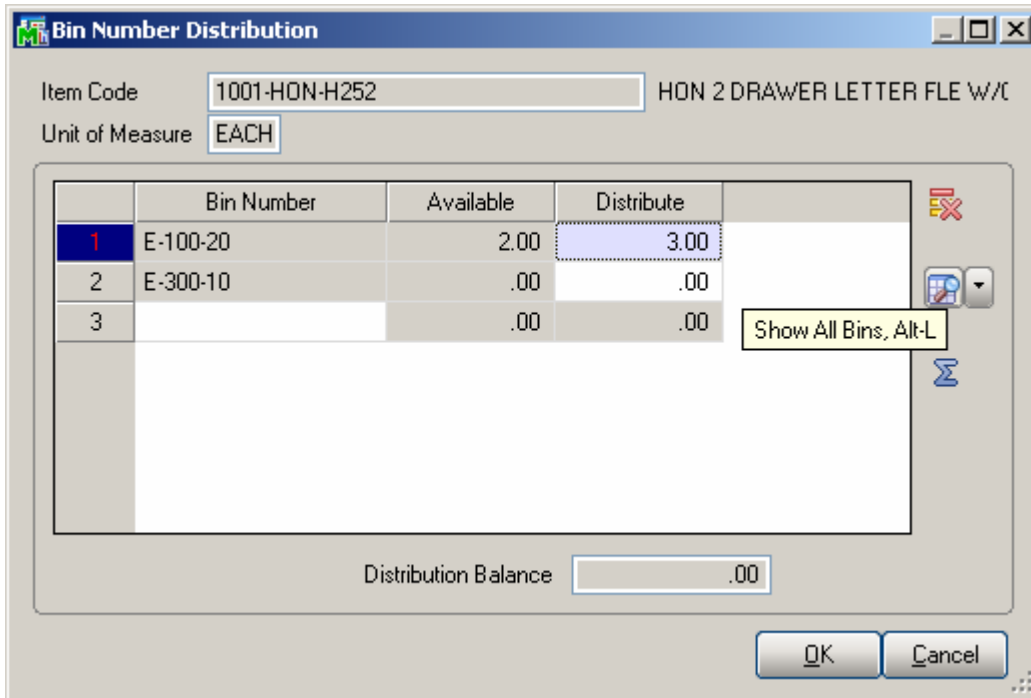 Bin Number Distribution
Item Code 1001-HON-H252 HON 2 DRAWER LETTER FLE W/
Unit of Measure EACH
Bin Number Available Distribute
1 E-100-20 2.00 3.00
2 E-300-10 .00 .00
3 .00 .00
Show All Bins, Alt-L
Distribution Balance .00
OK Cancel